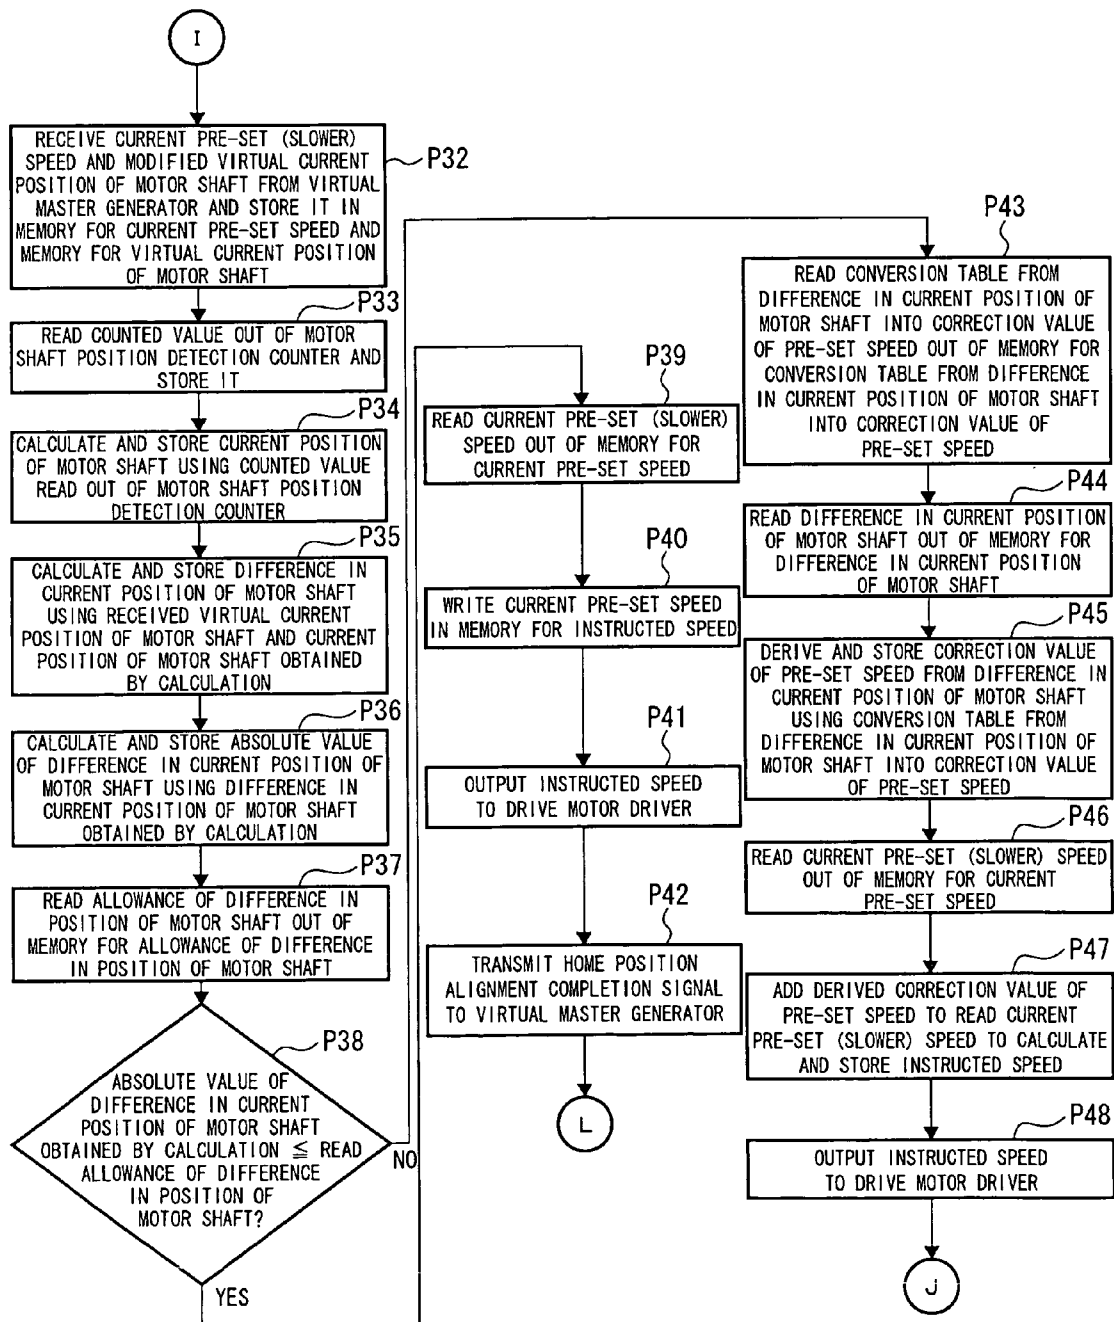 I
RECEIVE CURRENT PRE-SET (SLOWER)
SPEED AND MODIFIED VIRTUAL CURRENT
POSITION OF MOTOR SHAFT FROM VIRTUAL
MASTER GENERATOR AND STORE IT IN
MEMORY FOR CURRENT PRE-SET SPEED AND
MEMORY FOR VIRTUAL CURRENT POSITION
OF MOTOR SHAFT
P32
P33
READ COUNTED VALUE OUT OF MOTOR
SHAFT POSITION DETECTION COUNTER AND
STORE IT
P34
CALCULATE AND STORE CURRENT POSITION
OF MOTOR SHAFT USING COUNTED VALUE
READ OUT OF MOTOR SHAFT POSITION
DETECTION COUNTER
P35
CALCULATE AND STORE DIFFERENCE IN
CURRENT POSITION OF MOTOR SHAFT
USING RECEIVED VIRTUAL CURRENT
POSITION OF MOTOR SHAFT AND CURRENT
POSITION OF MOTOR SHAFT OBTAINED
BY CALCULATION
P36
CALCULATE AND STORE ABSOLUTE VALUE
OF DIFFERENCE IN CURRENT POSITION OF
MOTOR SHAFT USING DIFFERENCE IN
CURRENT POSITION OF MOTOR SHAFT
OBTAINED BY CALCULATION
P37
READ ALLOWANCE OF DIFFERENCE IN
POSITION OF MOTOR SHAFT OUT OF
MEMORY FOR ALLOWANCE OF DIFFERENCE
IN POSITION OF MOTOR SHAFT
P38
ABSOLUTE VALUE OF
DIFFERENCE IN CURRENT
POSITION OF MOTOR SHAFT
OBTAINED BY CALCULATION ≦ READ
ALLOWANCE OF DIFFERENCE
IN POSITION OF
MOTOR SHAFT?
NO
YES
P39
READ CURRENT PRE-SET (SLOWER)
SPEED OUT OF MEMORY FOR
CURRENT PRE-SET SPEED
P40
WRITE CURRENT PRE-SET SPEED
IN MEMORY FOR INSTRUCTED SPEED
P41
OUTPUT INSTRUCTED SPEED
TO DRIVE MOTOR DRIVER
P42
TRANSMIT HOME POSITION
ALIGNMENT COMPLETION SIGNAL
TO VIRTUAL MASTER GENERATOR
L
P43
READ CONVERSION TABLE FROM
DIFFERENCE IN CURRENT POSITION OF
MOTOR SHAFT INTO CORRECTION VALUE
OF PRE-SET SPEED OUT OF MEMORY FOR
CONVERSION TABLE FROM DIFFERENCE
IN CURRENT POSITION OF MOTOR SHAFT
INTO CORRECTION VALUE OF
PRE-SET SPEED
P44
READ DIFFERENCE IN CURRENT POSITION
OF MOTOR SHAFT OUT OF MEMORY FOR
DIFFERENCE IN CURRENT POSITION
OF MOTOR SHAFT
P45
DERIVE AND STORE CORRECTION VALUE
OF PRE-SET SPEED FROM DIFFERENCE IN
CURRENT POSITION OF MOTOR SHAFT
USING CONVERSION TABLE FROM
DIFFERENCE IN CURRENT POSITION OF
MOTOR SHAFT INTO CORRECTION VALUE
OF PRE-SET SPEED
P46
READ CURRENT PRE-SET (SLOWER) SPEED
OUT OF MEMORY FOR CURRENT
PRE-SET SPEED
P47
ADD DERIVED CORRECTION VALUE OF
PRE-SET SPEED TO READ CURRENT
PRE-SET (SLOWER) SPEED TO CALCULATE
AND STORE INSTRUCTED SPEED
P48
OUTPUT INSTRUCTED SPEED
TO DRIVE MOTOR DRIVER
J